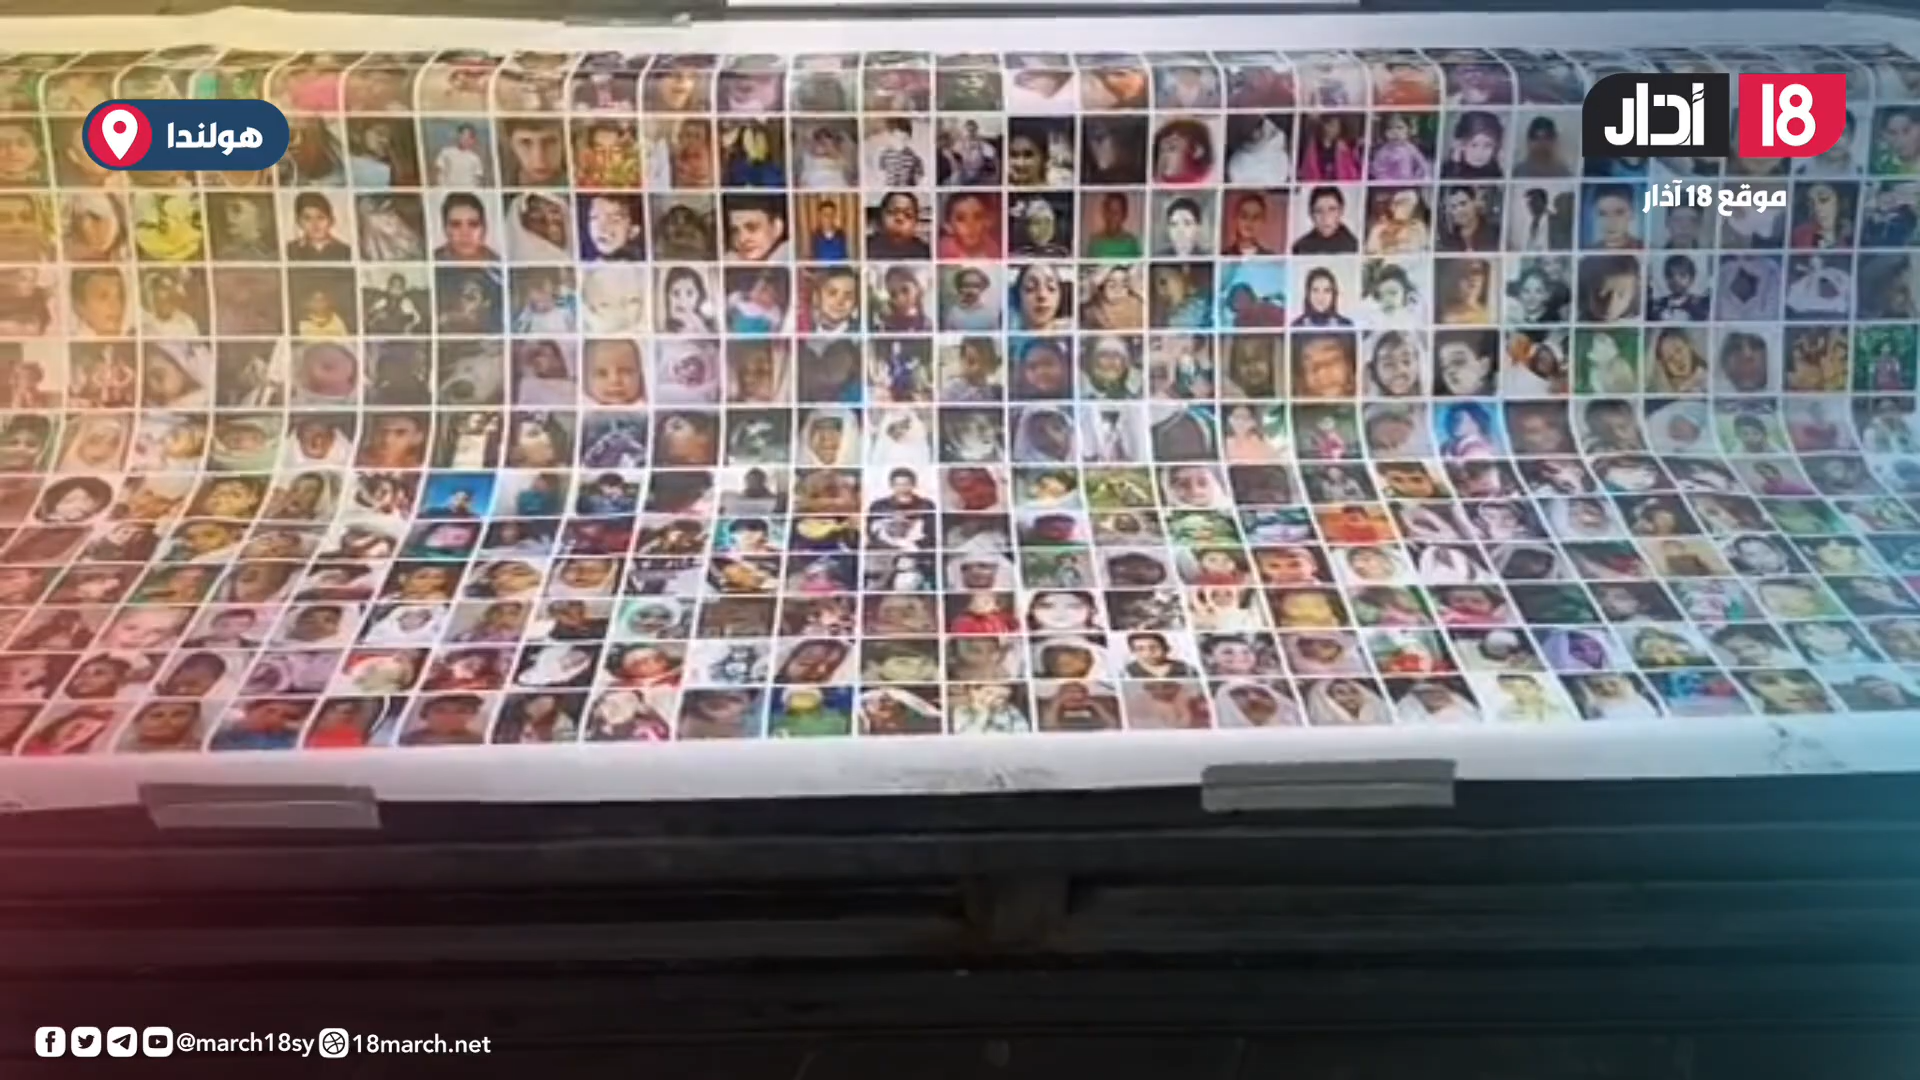 هولندا
آذار 18
موقع 18 آذار
@march18sy 18march.net